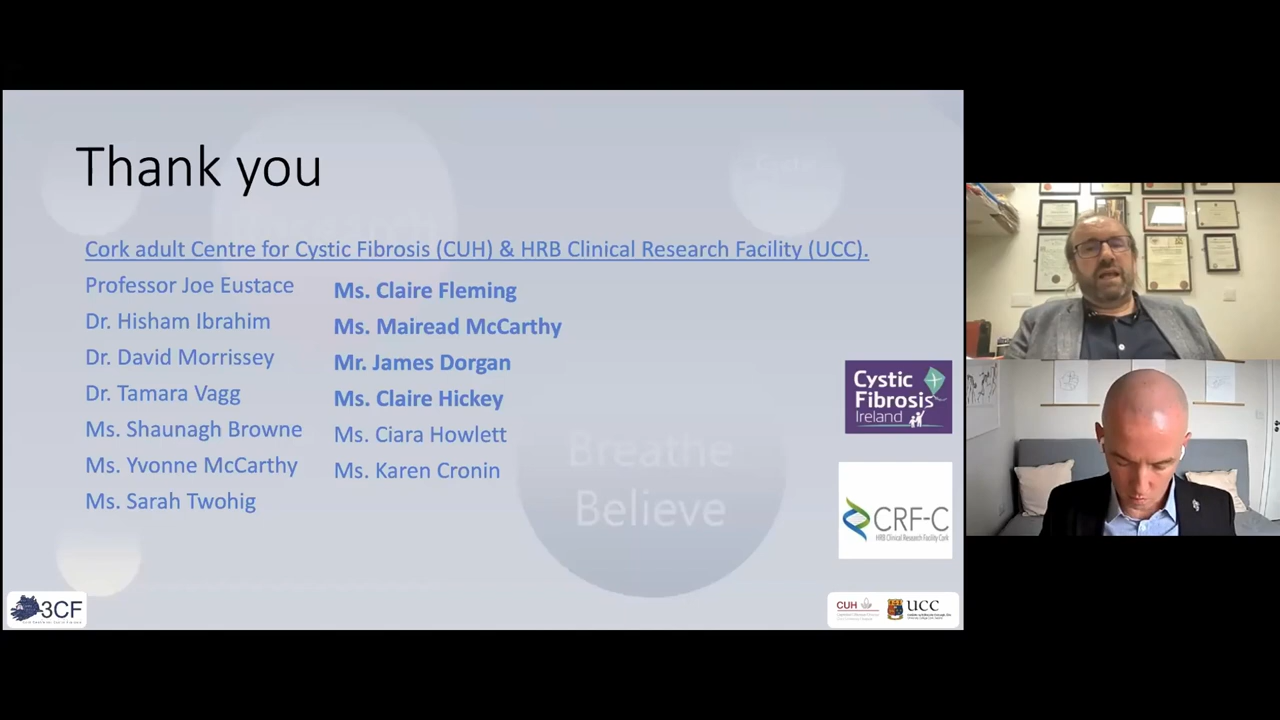 Thank you
Cork adult Centre for Cystic Fibrosis (CUH) & HRB Clinical Research Facility (UCC).
Professor Joe Eustace
Dr. Hisham Ibrahim
Dr. David Morrissey
Dr. Tamara Vagg
Ms. Shaunagh Browne
Ms. Yvonne McCarthy
Ms. Sarah Twohig
Ms. Claire Fleming
Ms. Mairead McCarthy
Mr. James Dorgan
Ms. Claire Hickey
Ms. Ciara Howlett
Ms. Karen Cronin
Breathe
Believe
Cystic
Fibrosis
Ireland
CRF-C
HRB Clinical Research Facility Cork
3CF
CUH
UCC